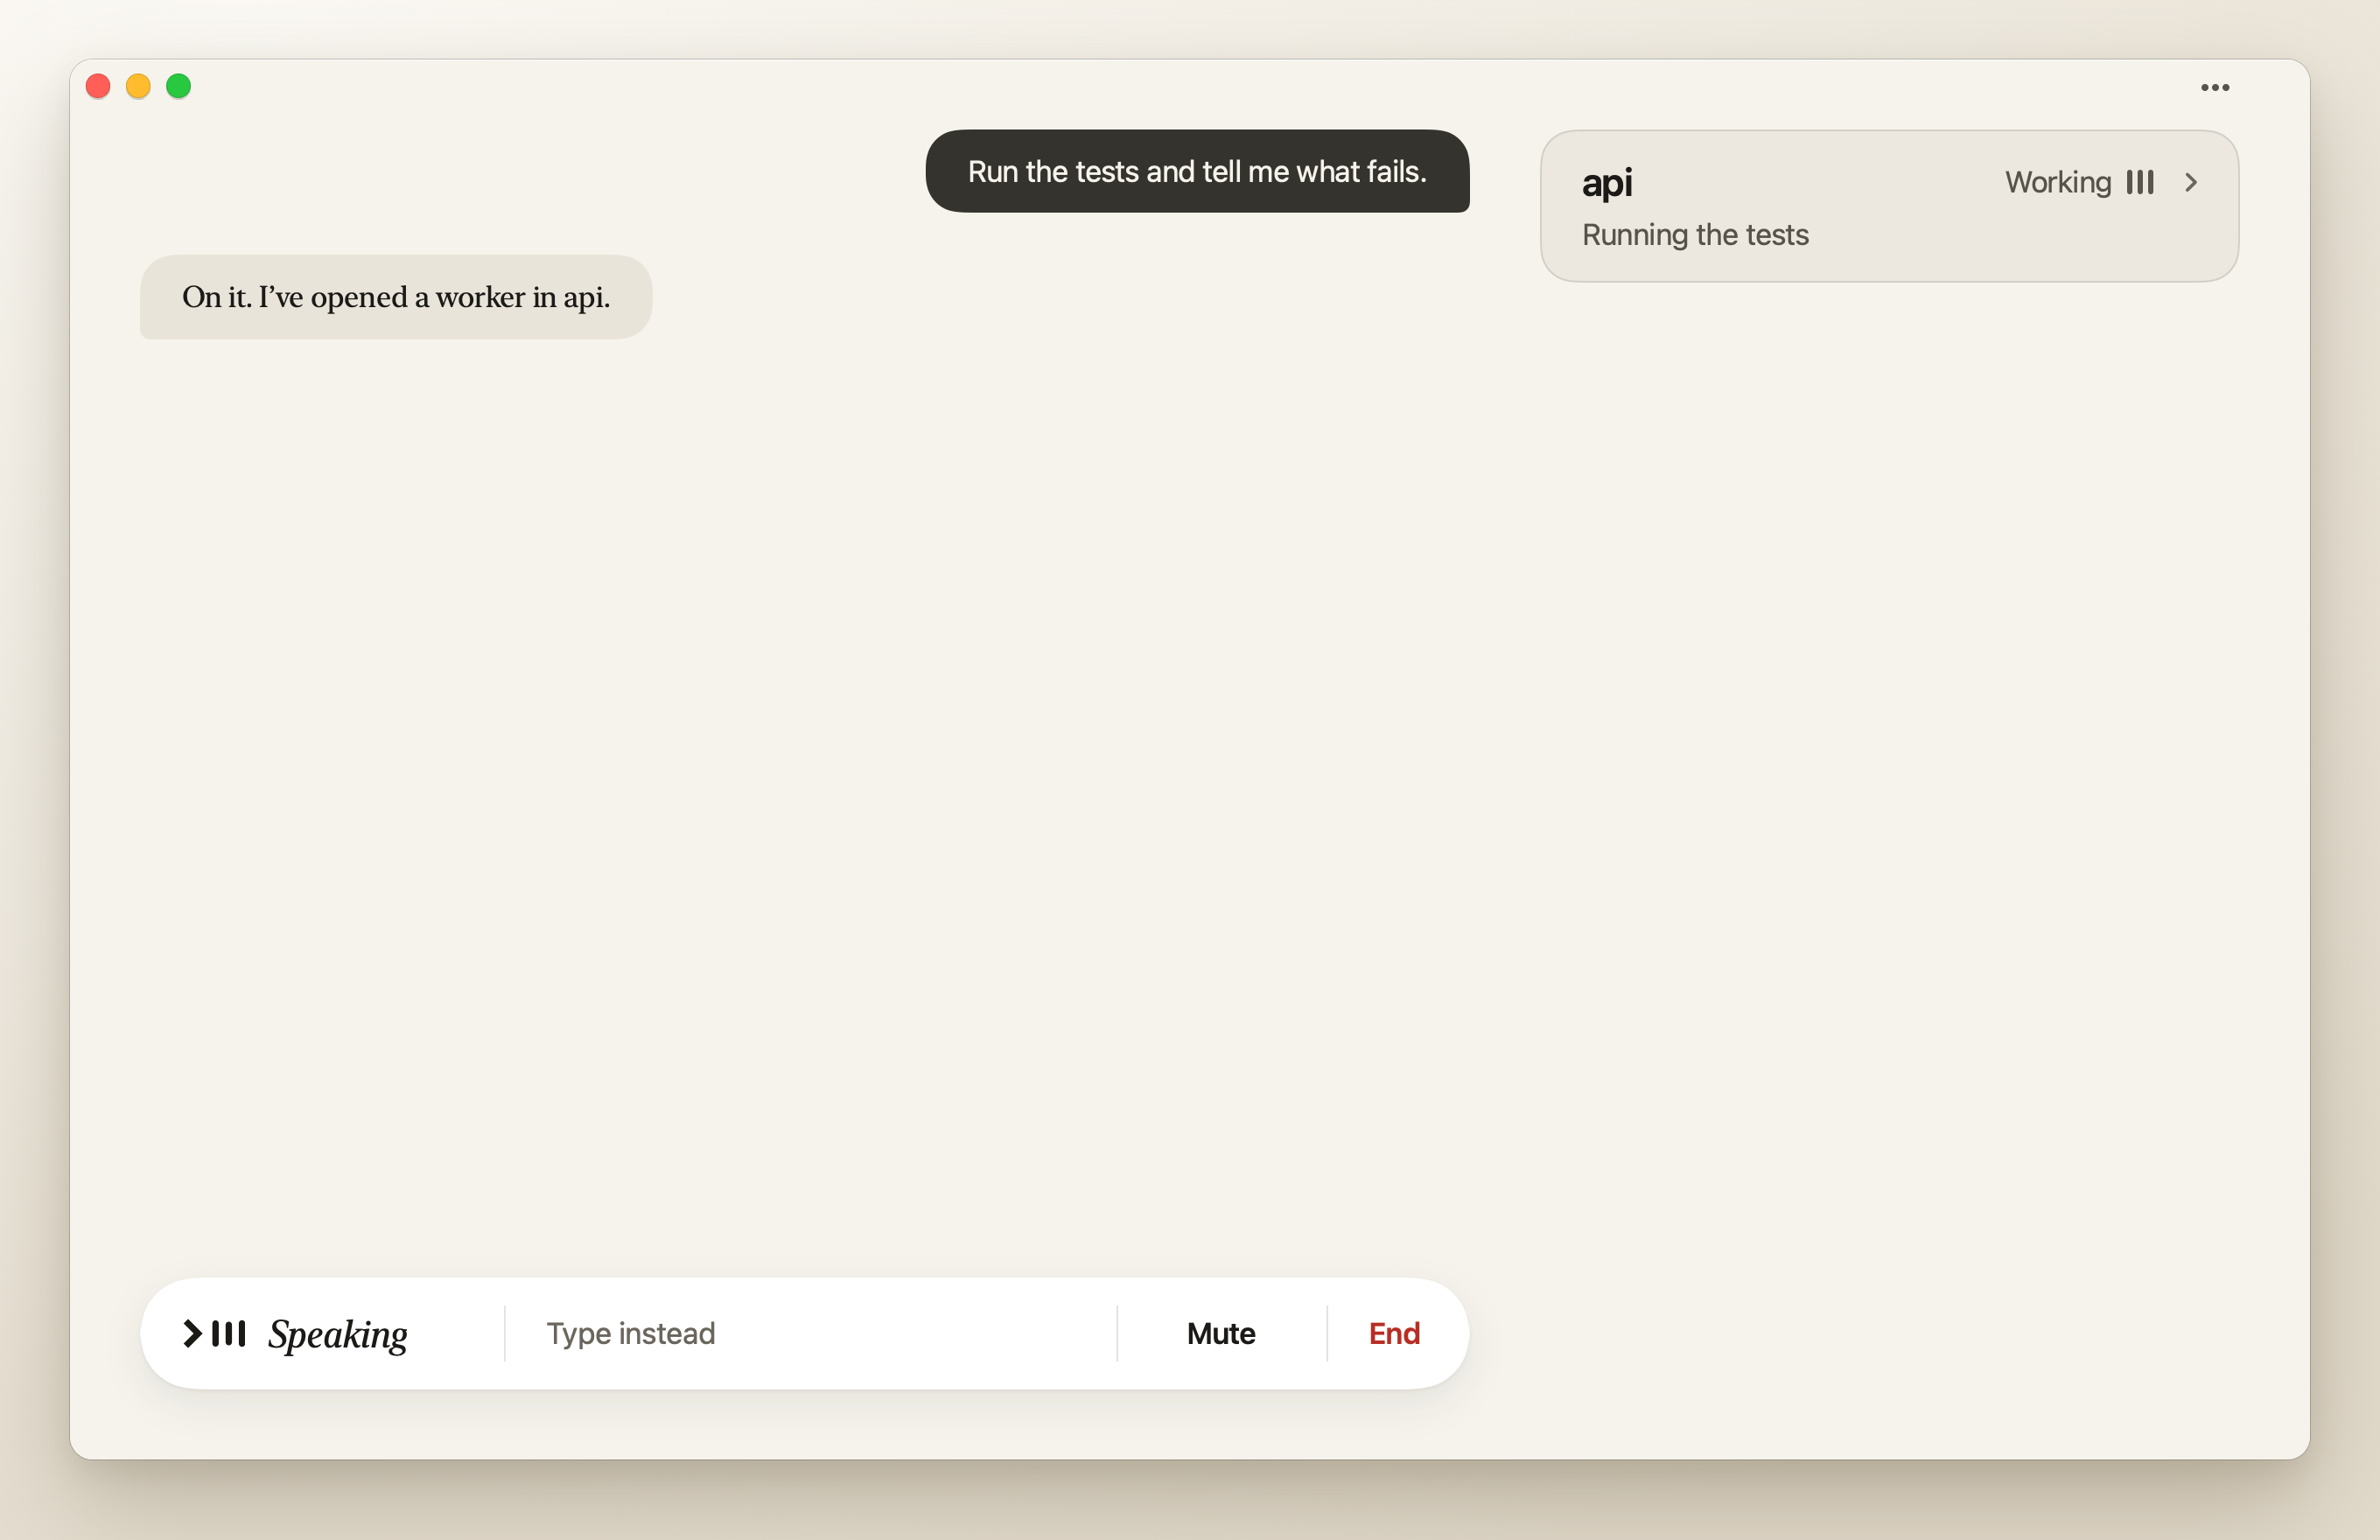 Run the tests and tell me what fails.
On it. I’ve opened a worker in api.
api
Working
Running the tests
Speaking
Type instead
Mute
End